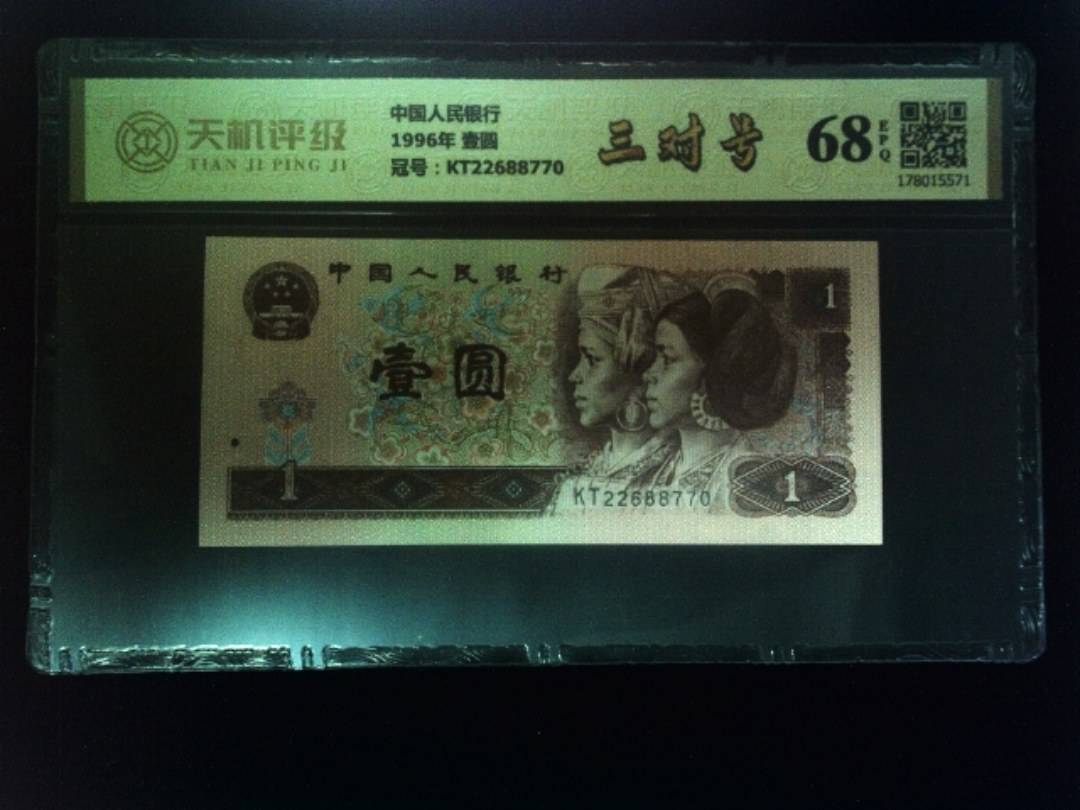 天机评级
TIAN JI PING JI
中国人民银行
1996年 壹圆
冠号：KT22688770
三对号
68
EPQ
178015571
中国人民银行
1
壹圆
1
KT22688770
1